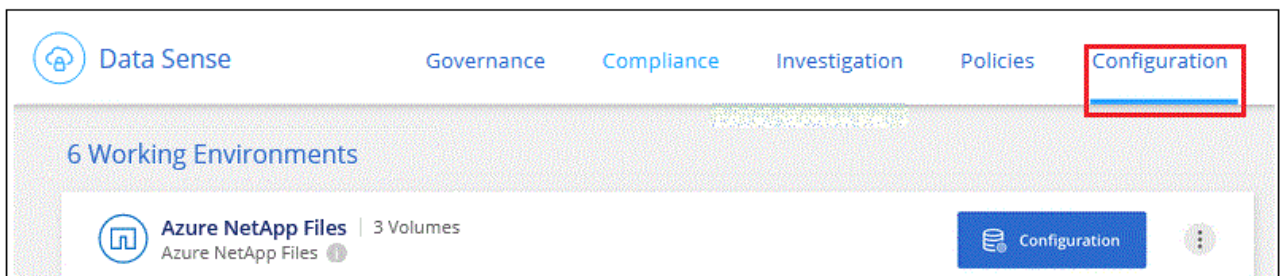 Data Sense Governance Compliance Investigation Policies Configuration
6 Working Environments
Azure NetApp Files | 3 Volumes
Azure NetApp Files
Configuration